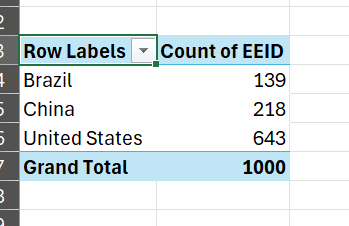 Row Labels Count of EEID
Brazil 139
China 218
United States 643
Grand Total 1000